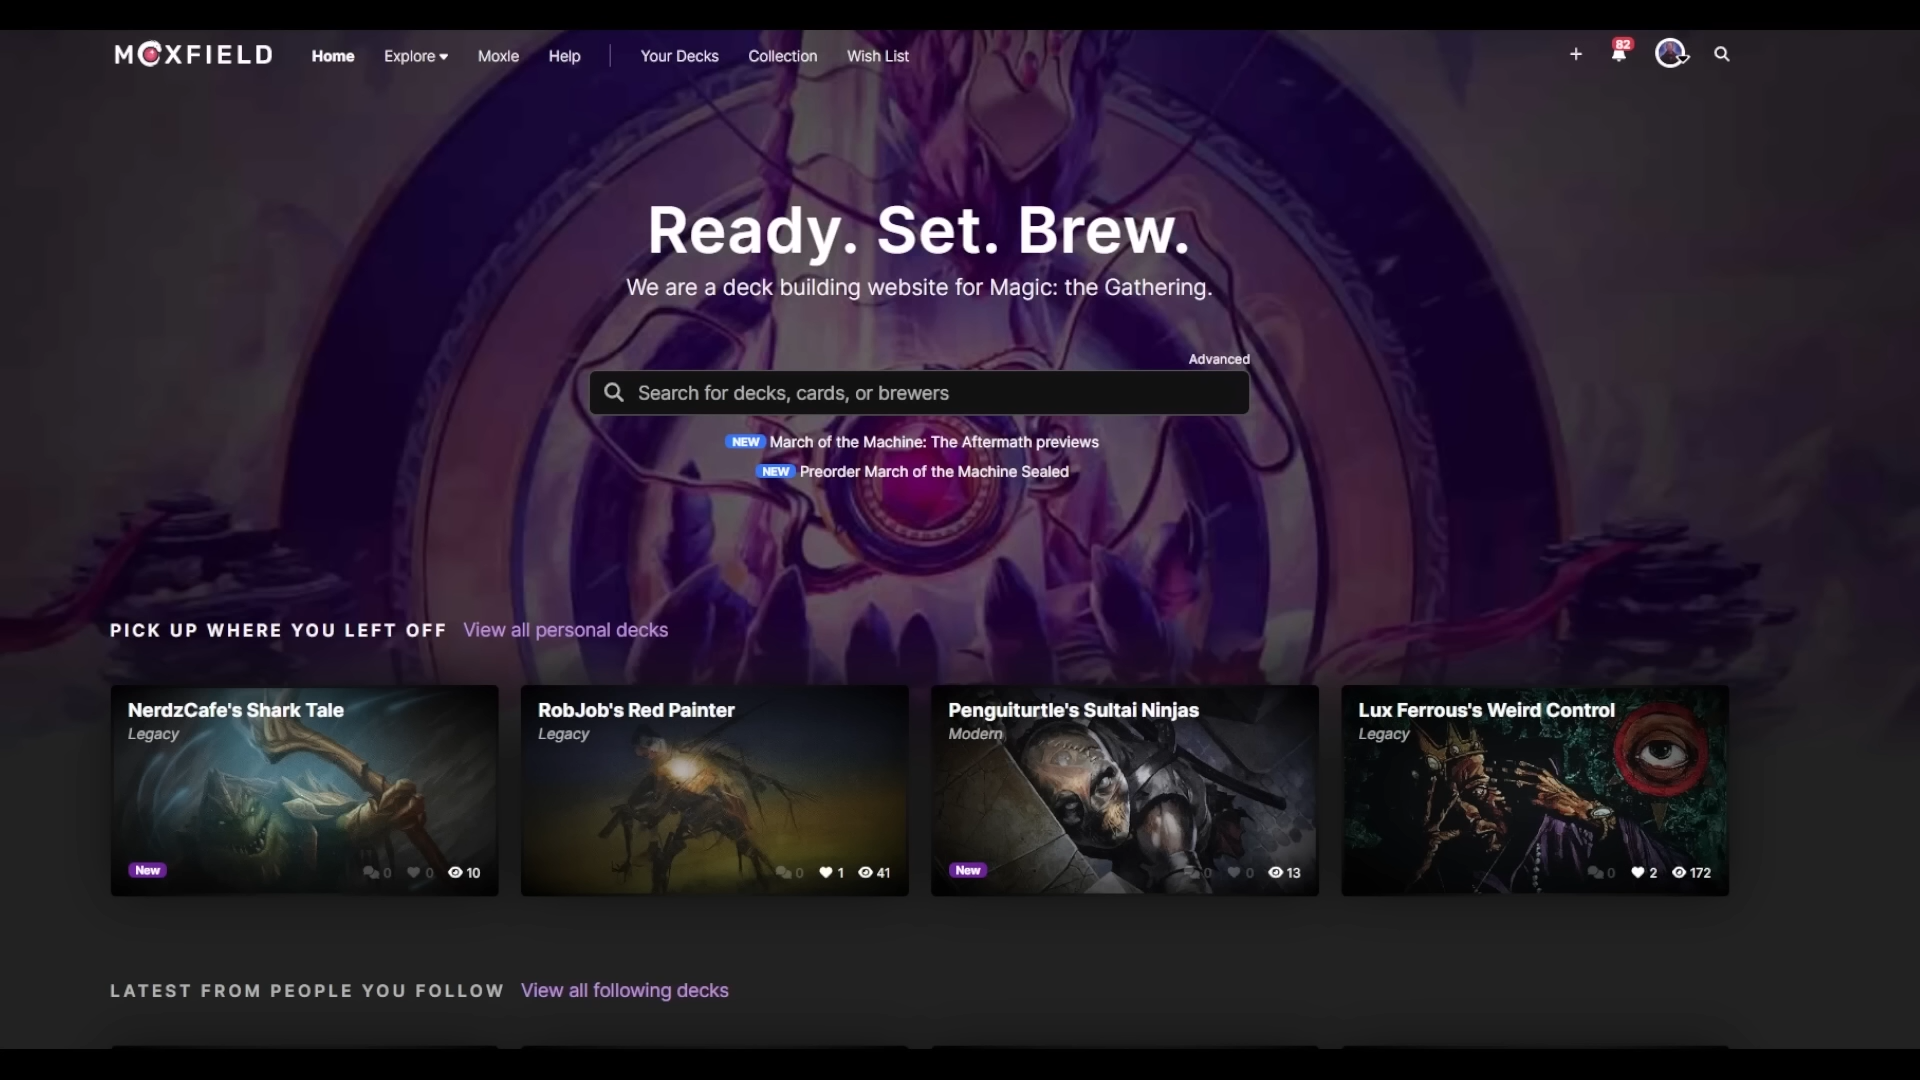 MOXFIELD Home Explore Moxle Help Your Decks Collection Wish List 82
Ready. Set. Brew.
We are a deck building website for Magic: the Gathering.
Advanced
Search for decks, cards, or brewers
NEW March of the Machine: The Aftermath previews
NEW Preorder March of the Machine Sealed
PICK UP WHERE YOU LEFT OFF View all personal decks
NerdzCafe's Shark Tale
Legacy
New 0 0 10
RobJob's Red Painter
Legacy
0 1 41
Penguiturtle's Sultai Ninjas
Modern
New 0 0 13
Lux Ferrous's Weird Control
Legacy
0 2 172
LATEST FROM PEOPLE YOU FOLLOW View all following decks